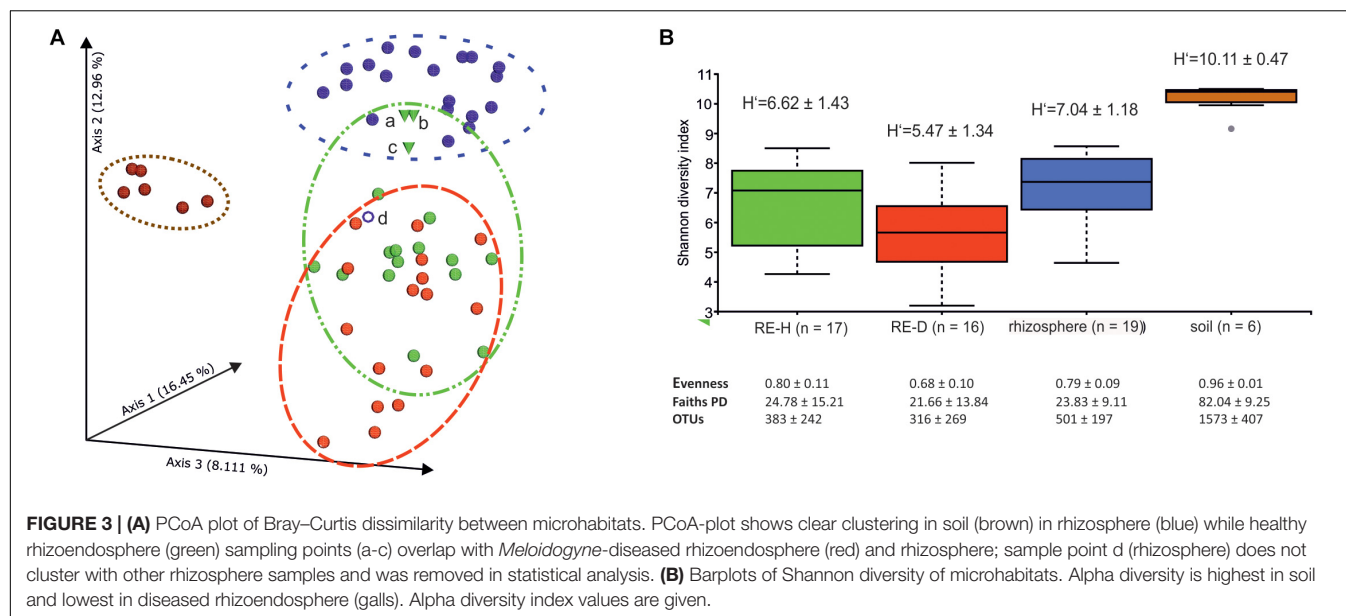 A
Axis 2 (12.96 %)
a
b
c
d
Axis 1 (16.45 %)
Axis 3 (8.111 %)
B
H'=6.62 ± 1.43
H'=5.47 ± 1.34
H'=7.04 ± 1.18
H'=10.11 ± 0.47
Shannon diversity index
11
10
9
8
7
6
5
4
3
RE-H (n = 17)
RE-D (n = 16)
rhizosphere (n = 19))
soil (n = 6)
Evenness 0.80 ± 0.11 0.68 ± 0.10 0.79 ± 0.09 0.96 ± 0.01
Faiths PD 24.78 ± 15.21 21.66 ± 13.84 23.83 ± 9.11 82.04 ± 9.25
OTUs 383 ± 242 316 ± 269 501 ± 197 1573 ± 407
FIGURE 3 | (A) PCoA plot of Bray–Curtis dissimilarity between microhabitats. PCoA-plot shows clear clustering in soil (brown) in rhizosphere (blue) while healthy
rhizoendosphere (green) sampling points (a-c) overlap with Meloidogyne-diseased rhizoendosphere (red) and rhizosphere; sample point d (rhizosphere) does not
cluster with other rhizosphere samples and was removed in statistical analysis. (B) Barplots of Shannon diversity of microhabitats. Alpha diversity is highest in soil
and lowest in diseased rhizoendosphere (galls). Alpha diversity index values are given.